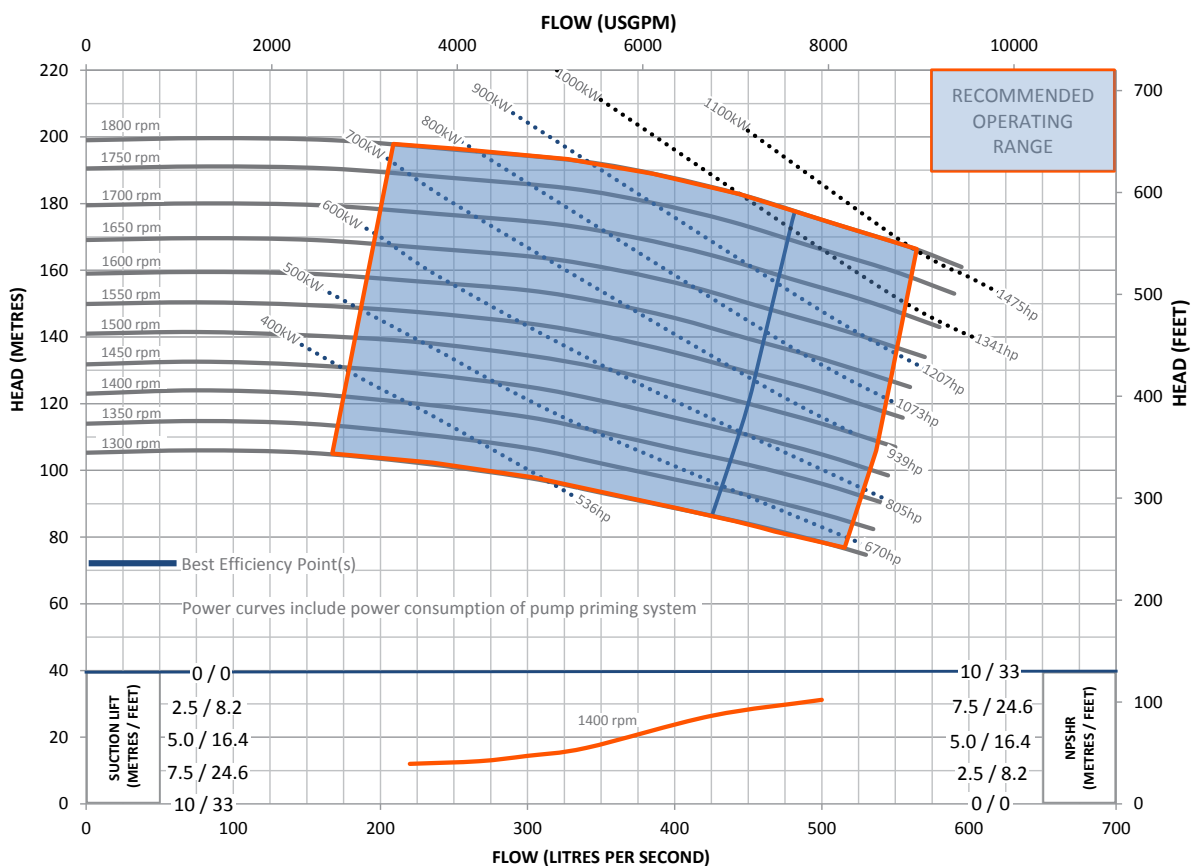 FLOW (USGPM)
0 2000 4000 6000 8000 10000
220 200 180 160 140 120 100 80 60 40 20 0
HEAD (METRES)
700 600 500 400 300 200 100 0
HEAD (FEET)
RECOMMENDED
OPERATING
RANGE
1800 rpm
1750 rpm
1700 rpm
1650 rpm
1600 rpm
1550 rpm
1500 rpm
1450 rpm
1400 rpm
1350 rpm
1300 rpm
400kW
500kW
600kW
700kW
800kW
900kW
1000kW
1100kW
1475hp
1341hp
1207hp
1073hp
939hp
805hp
670hp
536hp
Best Efficiency Point(s)
Power curves include power consumption of pump priming system
SUCTION LIFT
(METRES / FEET)
0 / 0
2.5 / 8.2
5.0 / 16.4
7.5 / 24.6
10 / 33
1400 rpm
10 / 33
7.5 / 24.6
5.0 / 16.4
2.5 / 8.2
0 / 0
NPSHR
(METRES / FEET)
0 100 200 300 400 500 600 700
FLOW (LITRES PER SECOND)